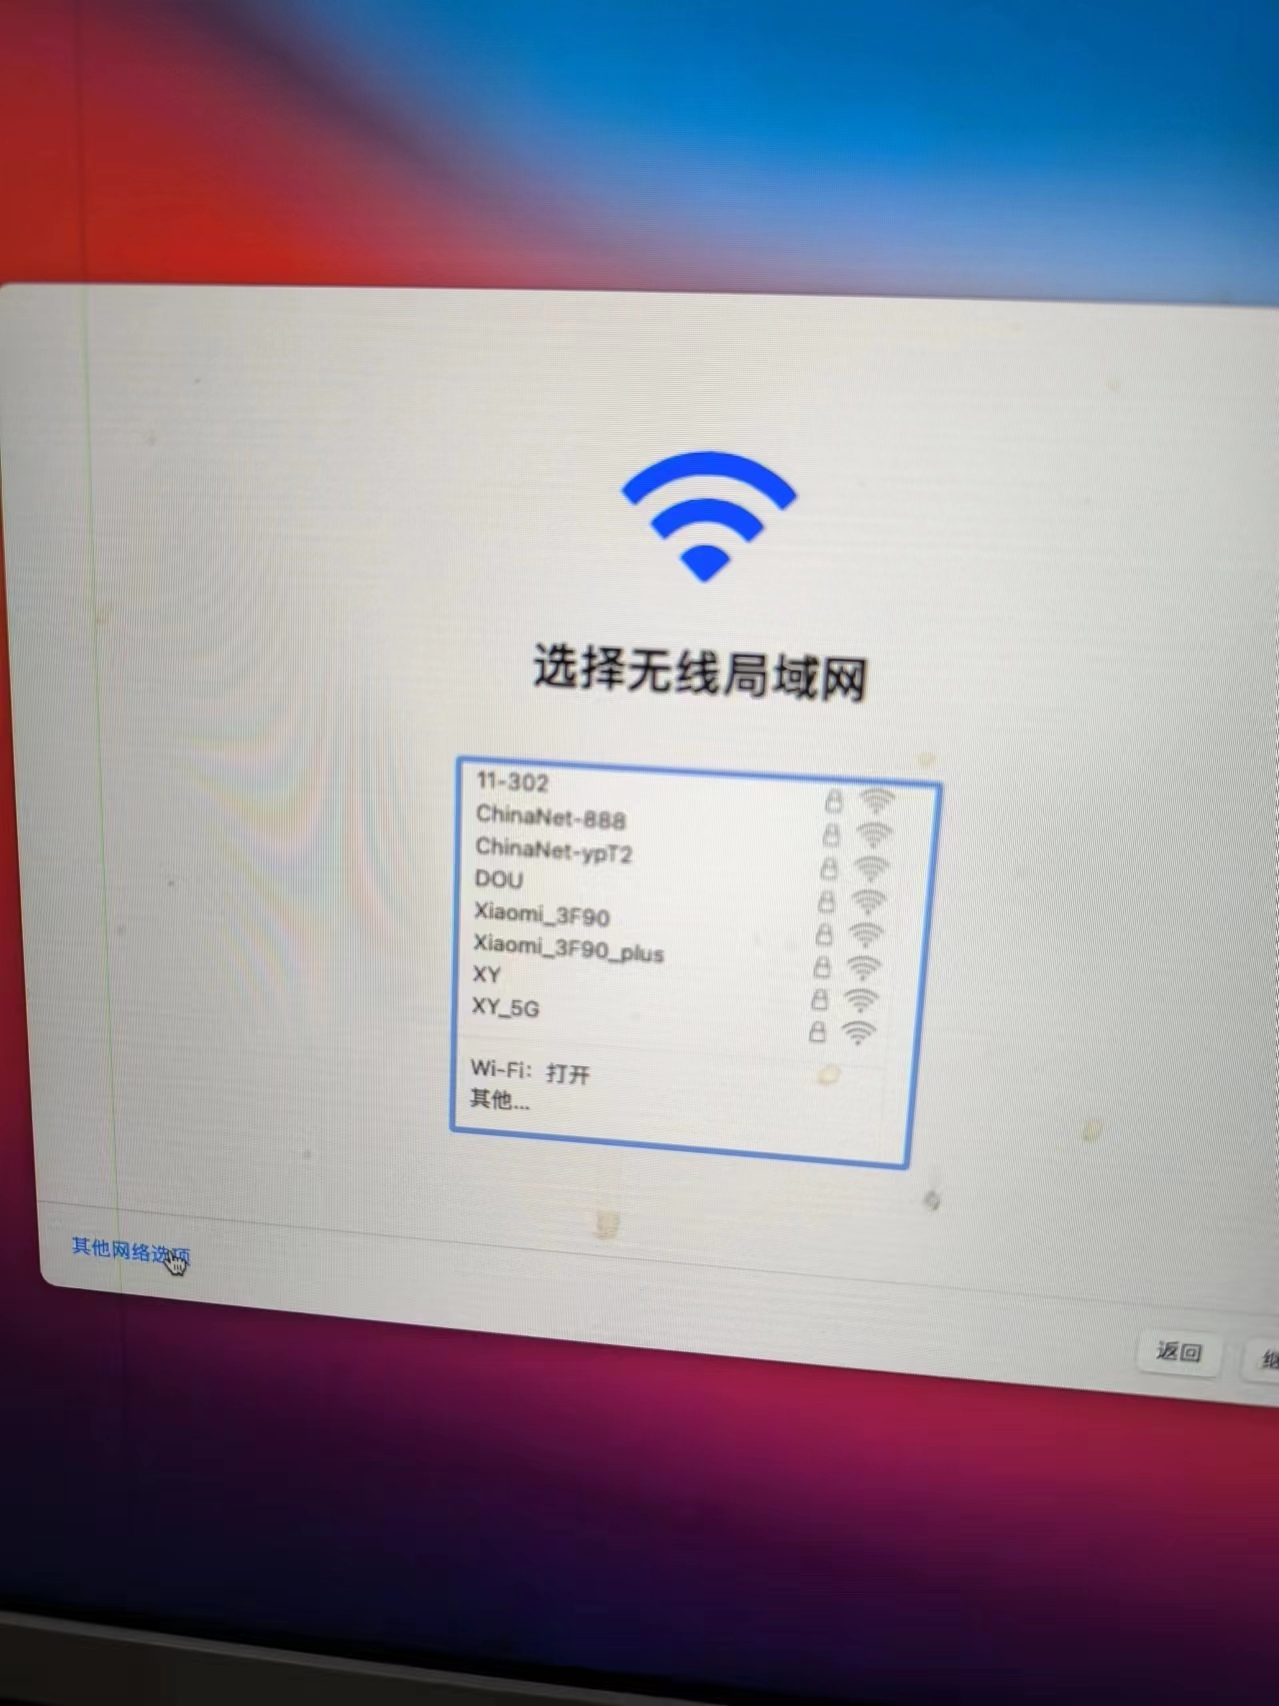 选择无线局域网
11-302
ChinaNet-888
ChinaNet-ypT2
DOU
Xiaomi_3F90
Xiaomi_3F90_plus
XY
XY_5G
Wi-Fi：打开
其他...
其他网络选项
返回
继